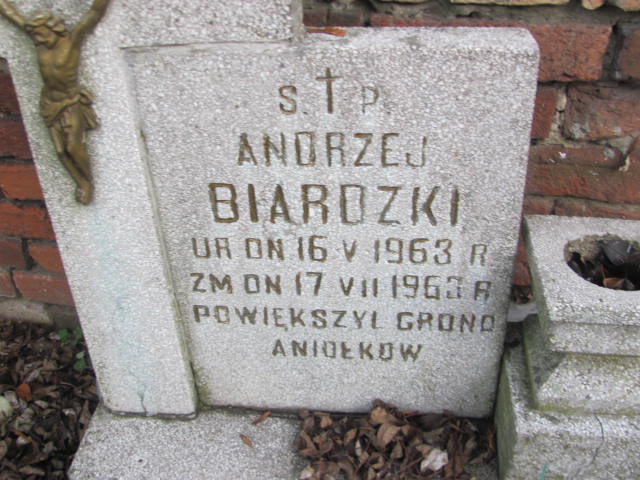 S. † P.
ANDRZEJ
BIARDZKI
UR DN 16 V 1963 R
ZM DN 17 VII 1963 R
POWIĘKSZYŁ GRONO
ANIOŁKÓW